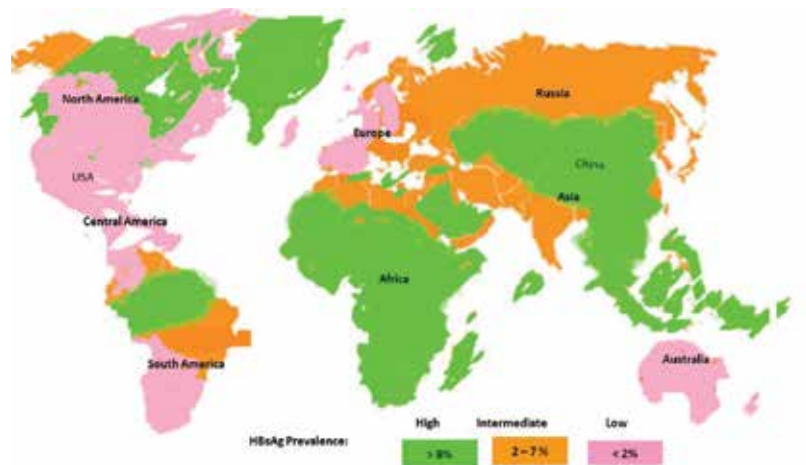 North America
Russia
Europe
China
USA
Asia
Central America
Africa
South America
Australia
High Intermediate Low
HBsAg Prevalence: > 8% 2 – 7 % < 2%